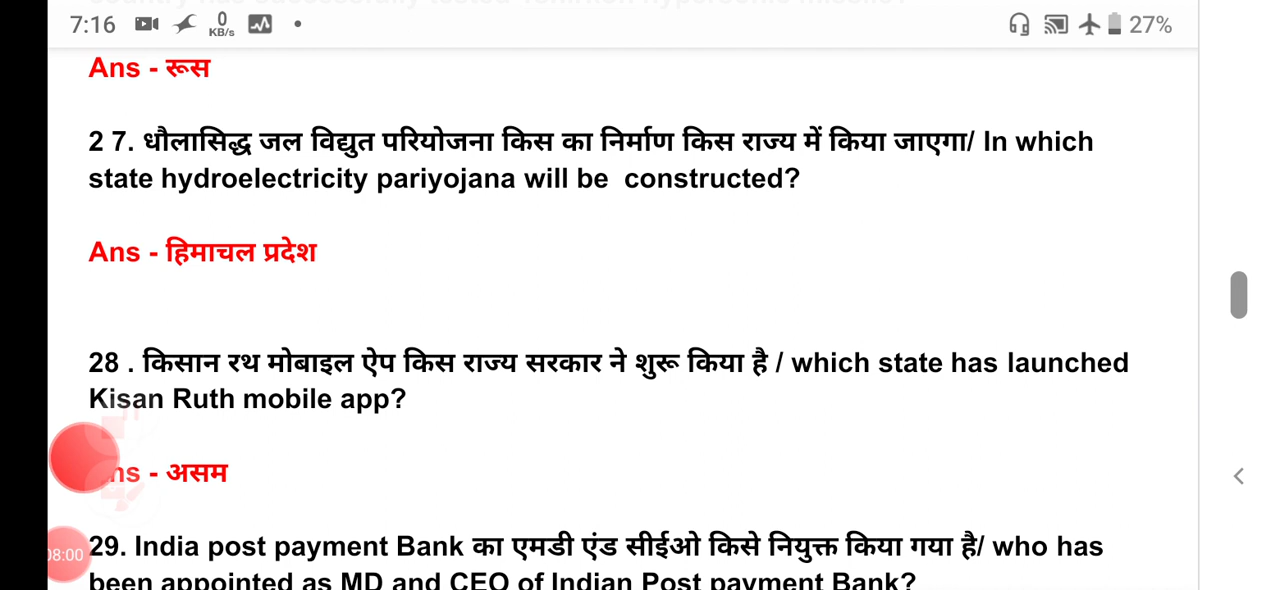 7:16 0 KB/s 27%
Ans - रूस
2 7. धौलासिद्ध जल विद्युत परियोजना किस का निर्माण किस राज्य में किया जाएगा/ In which
state hydroelectricity pariyojana will be constructed?
Ans - हिमाचल प्रदेश
28 . किसान रथ मोबाइल ऐप किस राज्य सरकार ने शुरू किया है / which state has launched
Kisan Ruth mobile app?
ns - असम
08:00
29. India post payment Bank का एमडी एंड सीईओ किसे नियुक्त किया गया है/ who has
been appointed as MD and CEO of Indian Post payment Bank?